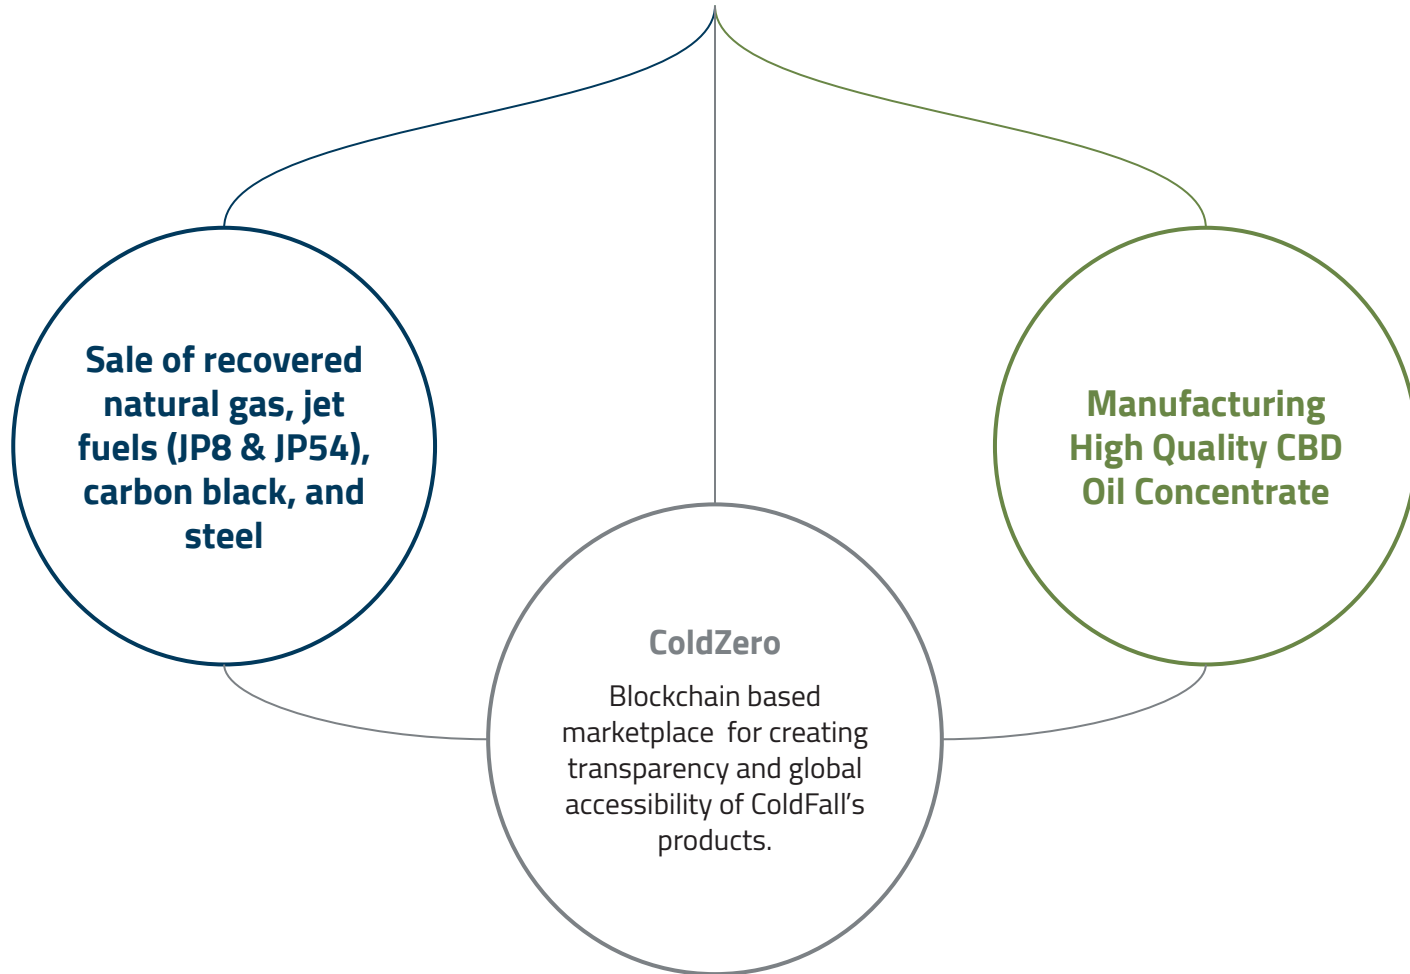 Sale of recovered
natural gas, jet
fuels (JP8 & JP54),
carbon black, and
steel
Manufacturing
High Quality CBD
Oil Concentrate
ColdZero
Blockchain based
marketplace  for creating
transparency and global
accessibility of ColdFall’s
products.